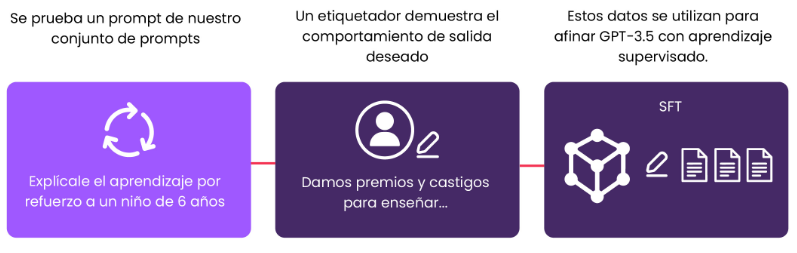 Se prueba un prompt de nuestro
conjunto de prompts
Explícale el aprendizaje por
refuerzo a un niño de 6 años
Un etiquetador demuestra el
comportamiento de salida
deseado
Damos premios y castigos
para enseñar...
Estos datos se utilizan para
afinar GPT-3.5 con aprendizaje
supervisado.
SFT